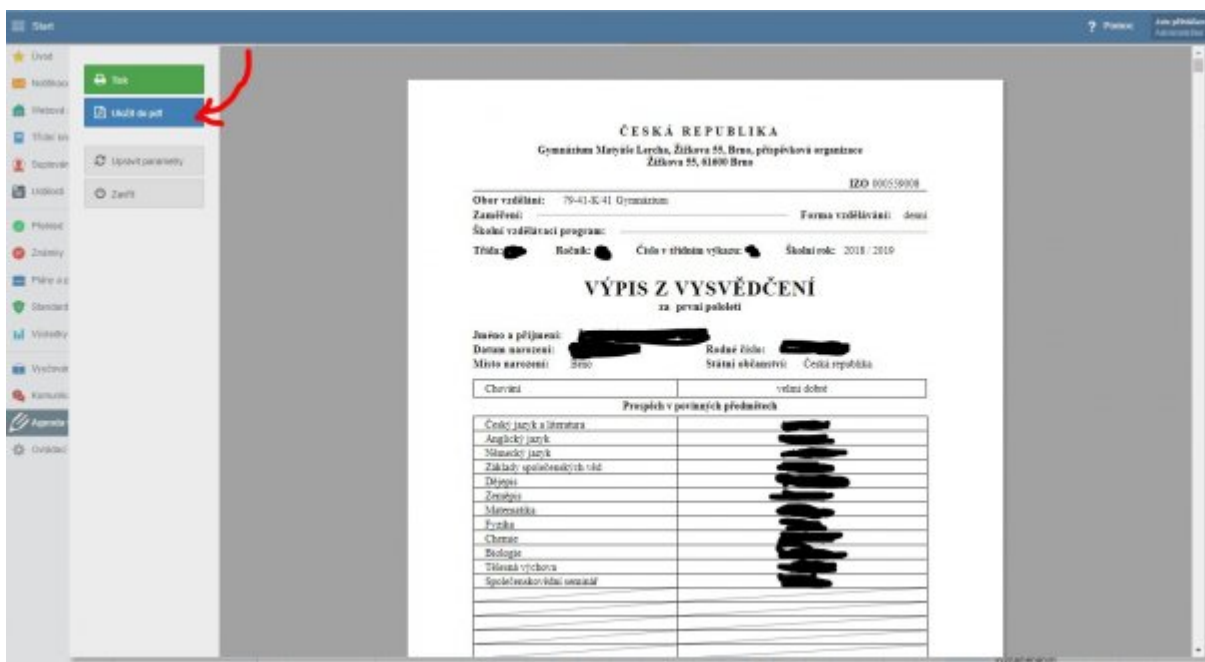 Start
? Pomoc
Úvod
Tisk
Uložit do pdf
Upravit parametry
Zavřít
Známky
Agenda
ČESKÁ REPUBLIKA
Gymnázium Matyáše Lercha, Žižkova 55, Brno, příspěvková organizace
Žižkova 55, 61600 Brno
IZO 000559008
Obor vzdělání: 79-41-K/41 Gymnázium
Zaměření: Forma vzdělávání: denní
Školní vzdělávací program:
Třída: Ročník: Číslo v třídním výkazu: Školní rok: 2018 / 2019
VÝPIS Z VYSVĚDČENÍ
za první pololetí
Jméno a příjmení:
Datum narození: Rodné číslo:
Místo narození: Brno Státní občanství: Česká republika
Chování velmi dobré
Prospěch v povinných předmětech
Český jazyk a literatura
Anglický jazyk
Německý jazyk
Základy společenských věd
Dějepis
Zeměpis
Matematika
Fyzika
Chemie
Biologie
Tělesná výchova
Společenskovědní seminář